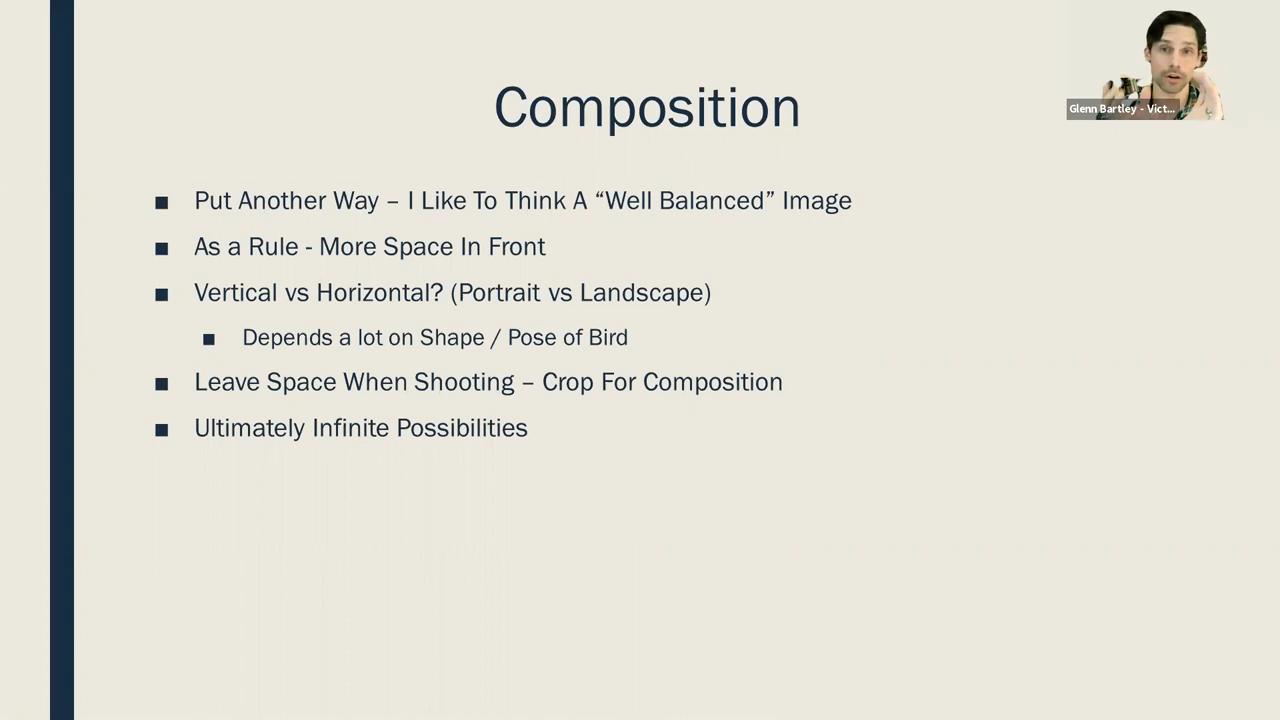 Composition
Glenn Bartley - Vict...
■ Put Another Way – I Like To Think A “Well Balanced” Image
■ As a Rule - More Space In Front
■ Vertical vs Horizontal? (Portrait vs Landscape)
■ Depends a lot on Shape / Pose of Bird
■ Leave Space When Shooting – Crop For Composition
■ Ultimately Infinite Possibilities